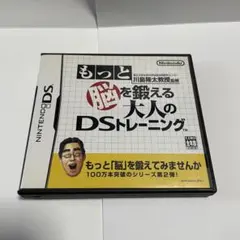 Nintendo
東北大学未来科学技術共同研究センター
川島隆太教授監修
もっと
脳を鍛える
大人の
DSトレーニング
TM
NINTENDO DS
もっと「脳」を鍛えてみませんか
100万本突破のシリーズ第2弾!